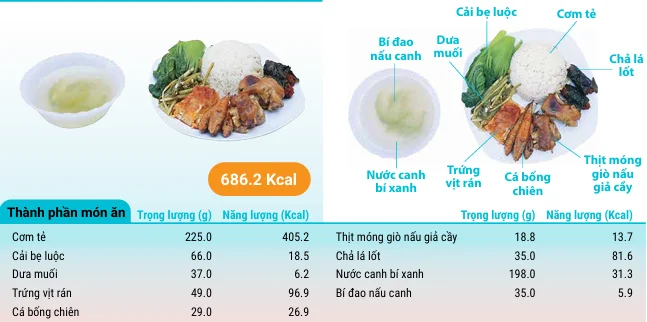 Cải bẹ luộc
Cơm tẻ
Bí đao
nấu canh
Dưa
muối
Chả lá
lốt
Nước canh
bí xanh
Trứng
vịt rán
Cá bống
chiên
Thịt móng
giò nấu
giả cầy
686.2 Kcal
Thành phần món ăn Trọng lượng (g) Năng lượng (Kcal)
Cơm tẻ 225.0 405.2
Cải bẹ luộc 66.0 18.5
Dưa muối 37.0 6.2
Trứng vịt rán 49.0 96.9
Cá bống chiên 29.0 26.9
Trọng lượng (g) Năng lượng (Kcal)
Thịt móng giò nấu giả cầy 18.8 13.7
Chả lá lốt 35.0 81.6
Nước canh bí xanh 198.0 31.3
Bí đao nấu canh 35.0 5.9